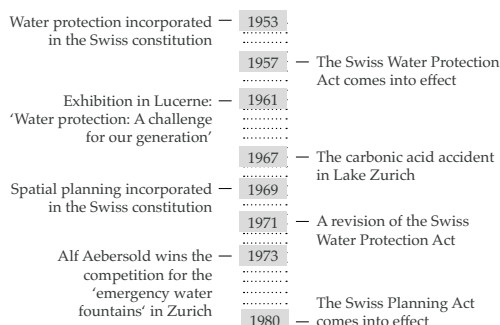 Water protection incorporated
in the Swiss constitution
1953
1957
The Swiss Water Protection
Act comes into effect
Exhibition in Lucerne:
‘Water protection: A challenge
for our generation’
1961
1967
The carbonic acid accident
in Lake Zurich
Spatial planning incorporated
in the Swiss constitution
1969
1971
A revision of the Swiss
Water Protection Act
Alf Aebersold wins the
competition for the
‘emergency water
fountains‘ in Zurich
1973
1980
The Swiss Planning Act
comes into effect